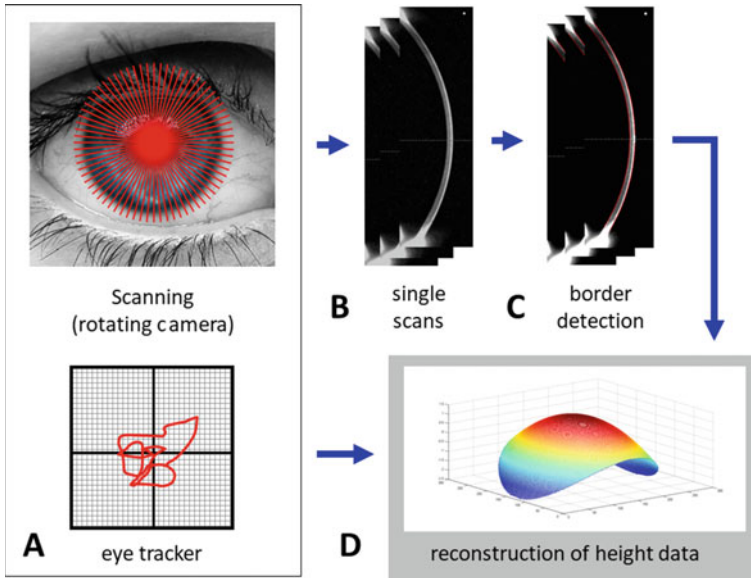 Scanning
(rotating camera)
A
eye tracker
B
single
scans
C
border
detection
D
reconstruction of height data